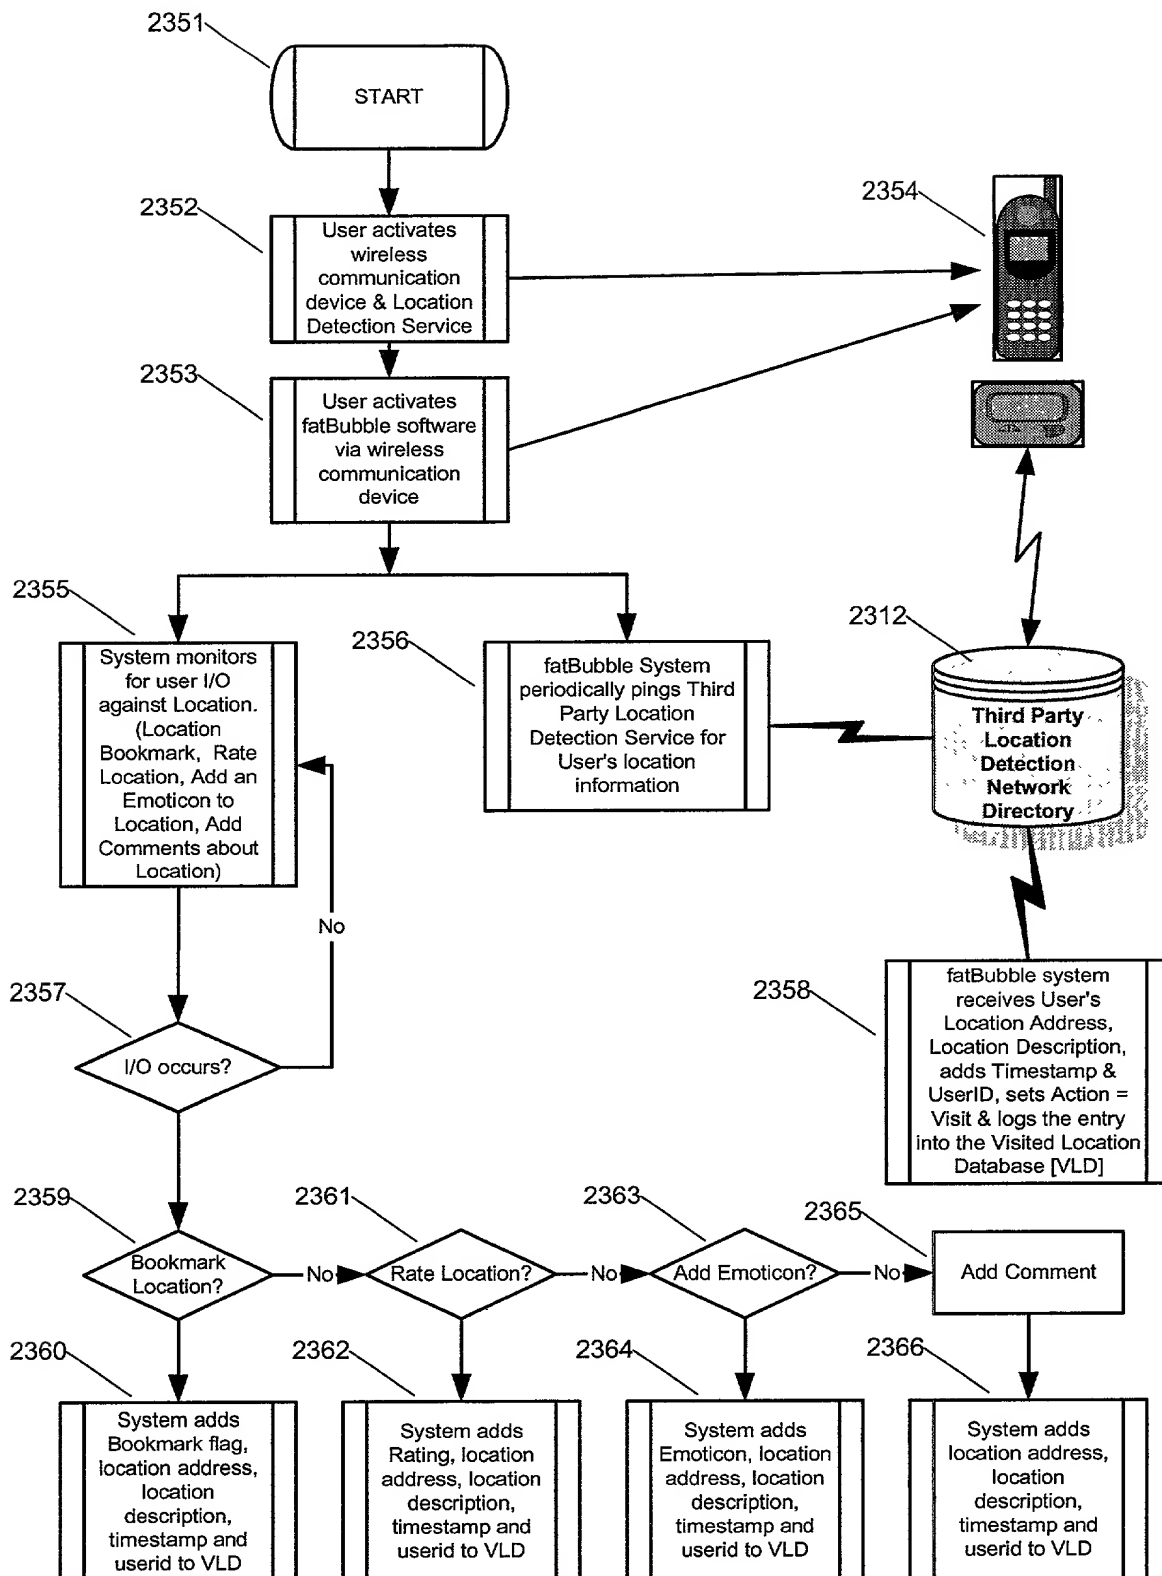 2351
START
2352
User activates
wireless
communication
device & Location
Detection Service
2354
2353
User activates
fatBubble software
via wireless
communication
device
2355
System monitors
for user I/O
against Location.
(Location
Bookmark, Rate
Location, Add an
Emoticon to
Location, Add
Comments about
Location)
2356
fatBubble System
periodically pings Third
Party Location
Detection Service for
User's location
information
2312
Third Party
Location
Detection
Network
Directory
No
2357
I/O occurs?
2358
fatBubble system
receives User's
Location Address,
Location Description,
adds Timestamp &
UserID, sets Action =
Visit & logs the entry
into the Visited Location
Database [VLD]
2359
Bookmark
Location?
No
2361
Rate Location?
No
2363
Add Emoticon?
No
2365
Add Comment
2360
System adds
Bookmark flag,
location address,
location
description,
timestamp and
userid to VLD
2362
System adds
Rating, location
address, location
description,
timestamp and
userid to VLD
2364
System adds
Emoticon, location
address, location
description,
timestamp and
userid to VLD
2366
System adds
location address,
location
description,
timestamp and
userid to VLD